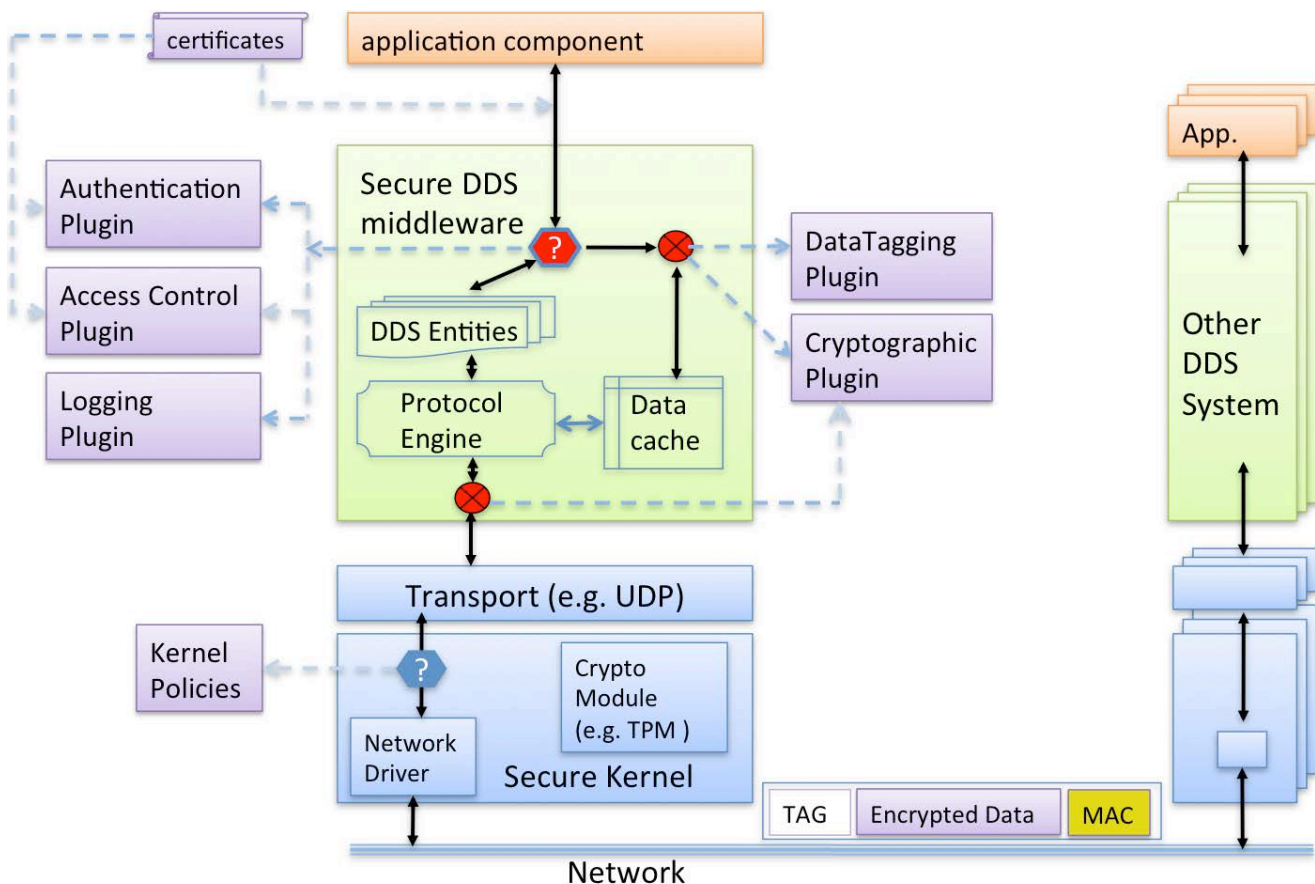 certificates
application component
App.
Authentication
Plugin
Secure DDS
middleware
?
DataTagging
Plugin
Access Control
Plugin
DDS Entities
Cryptographic
Plugin
Other
DDS
System
Logging
Plugin
Protocol
Engine
Data
cache
Transport (e.g. UDP)
Kernel
Policies
?
Crypto
Module
(e.g. TPM )
Network
Driver
Secure Kernel
TAG
Encrypted Data
MAC
Network